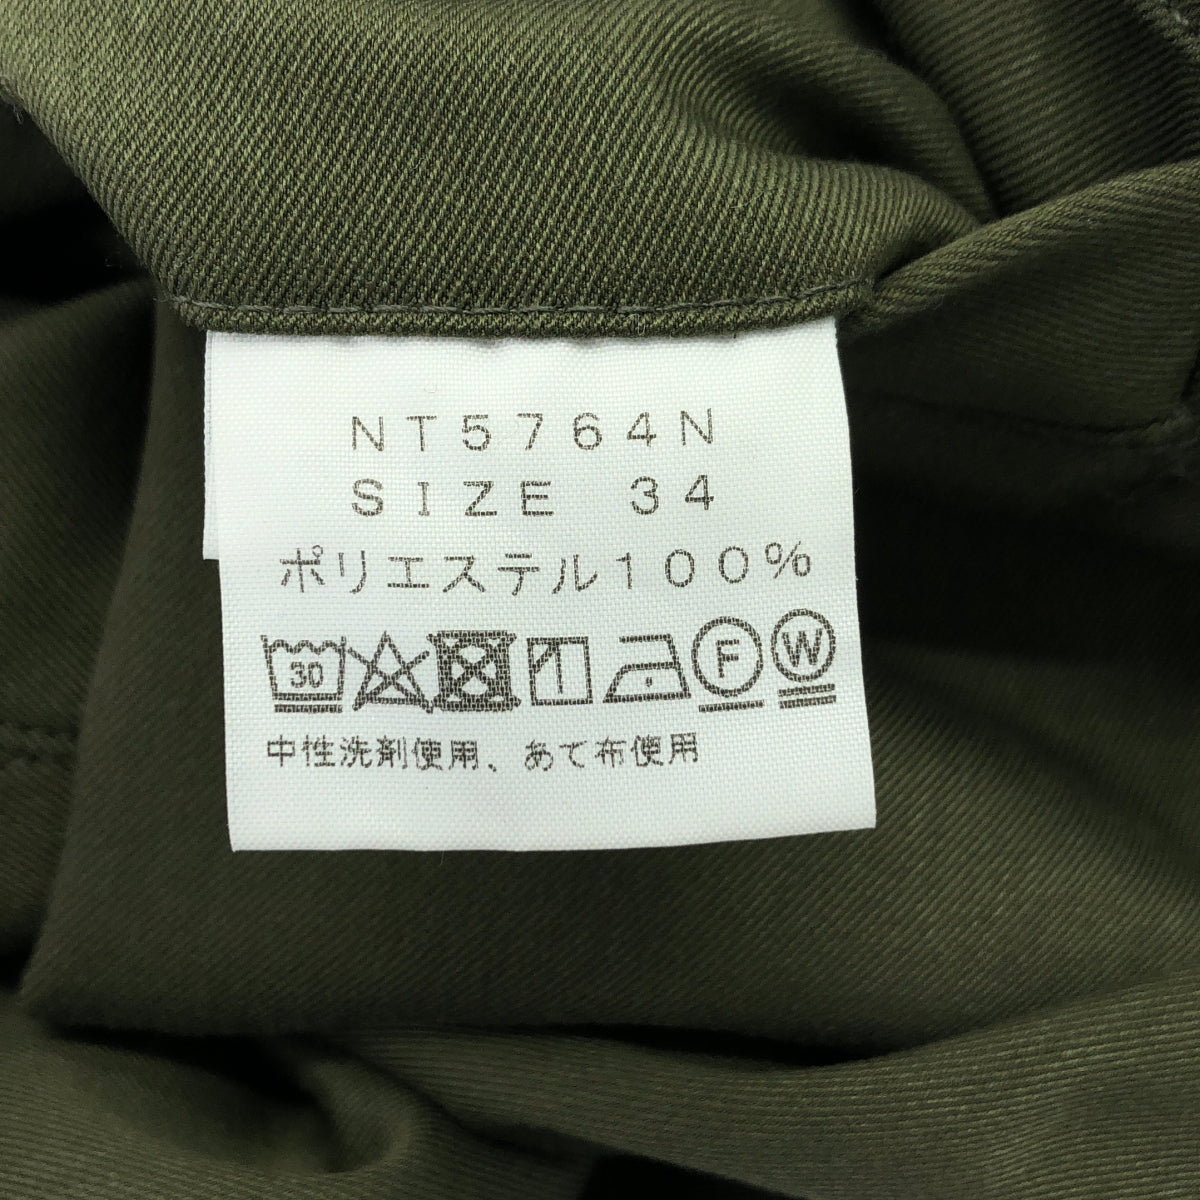 NT5764N
SIZE 34
ポリエステル100%
30 F W
中性洗剤使用、あて布使用